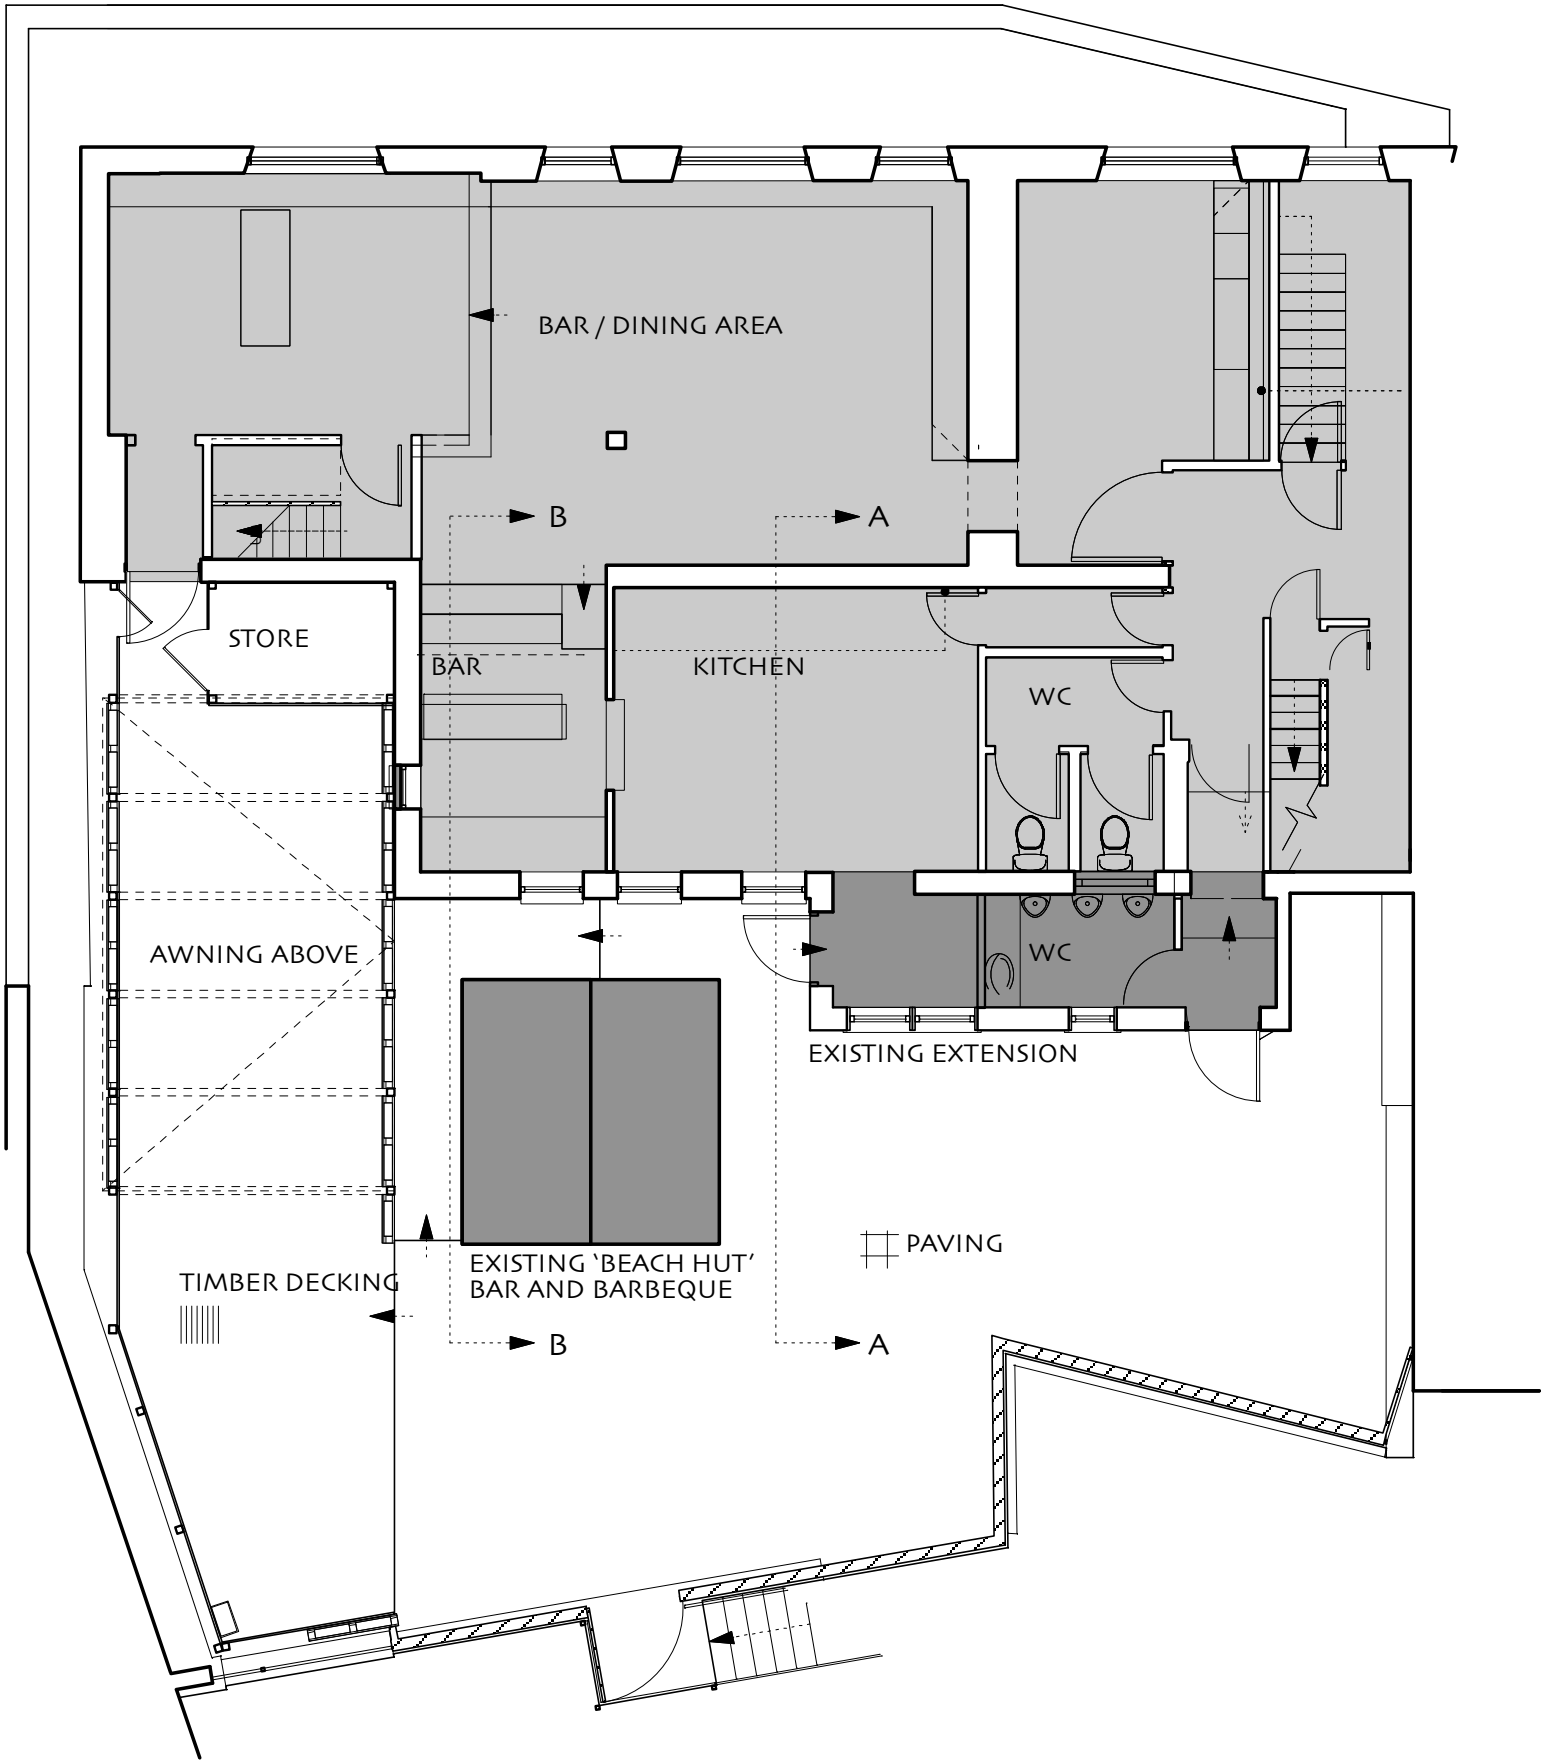 BAR / DINING AREA
B
A
STORE
BAR
KITCHEN
WC
AWNING ABOVE
WC
EXISTING EXTENSION
PAVING
EXISTING ‘BEACH HUT’
BAR AND BARBEQUE
TIMBER DECKING
B
A